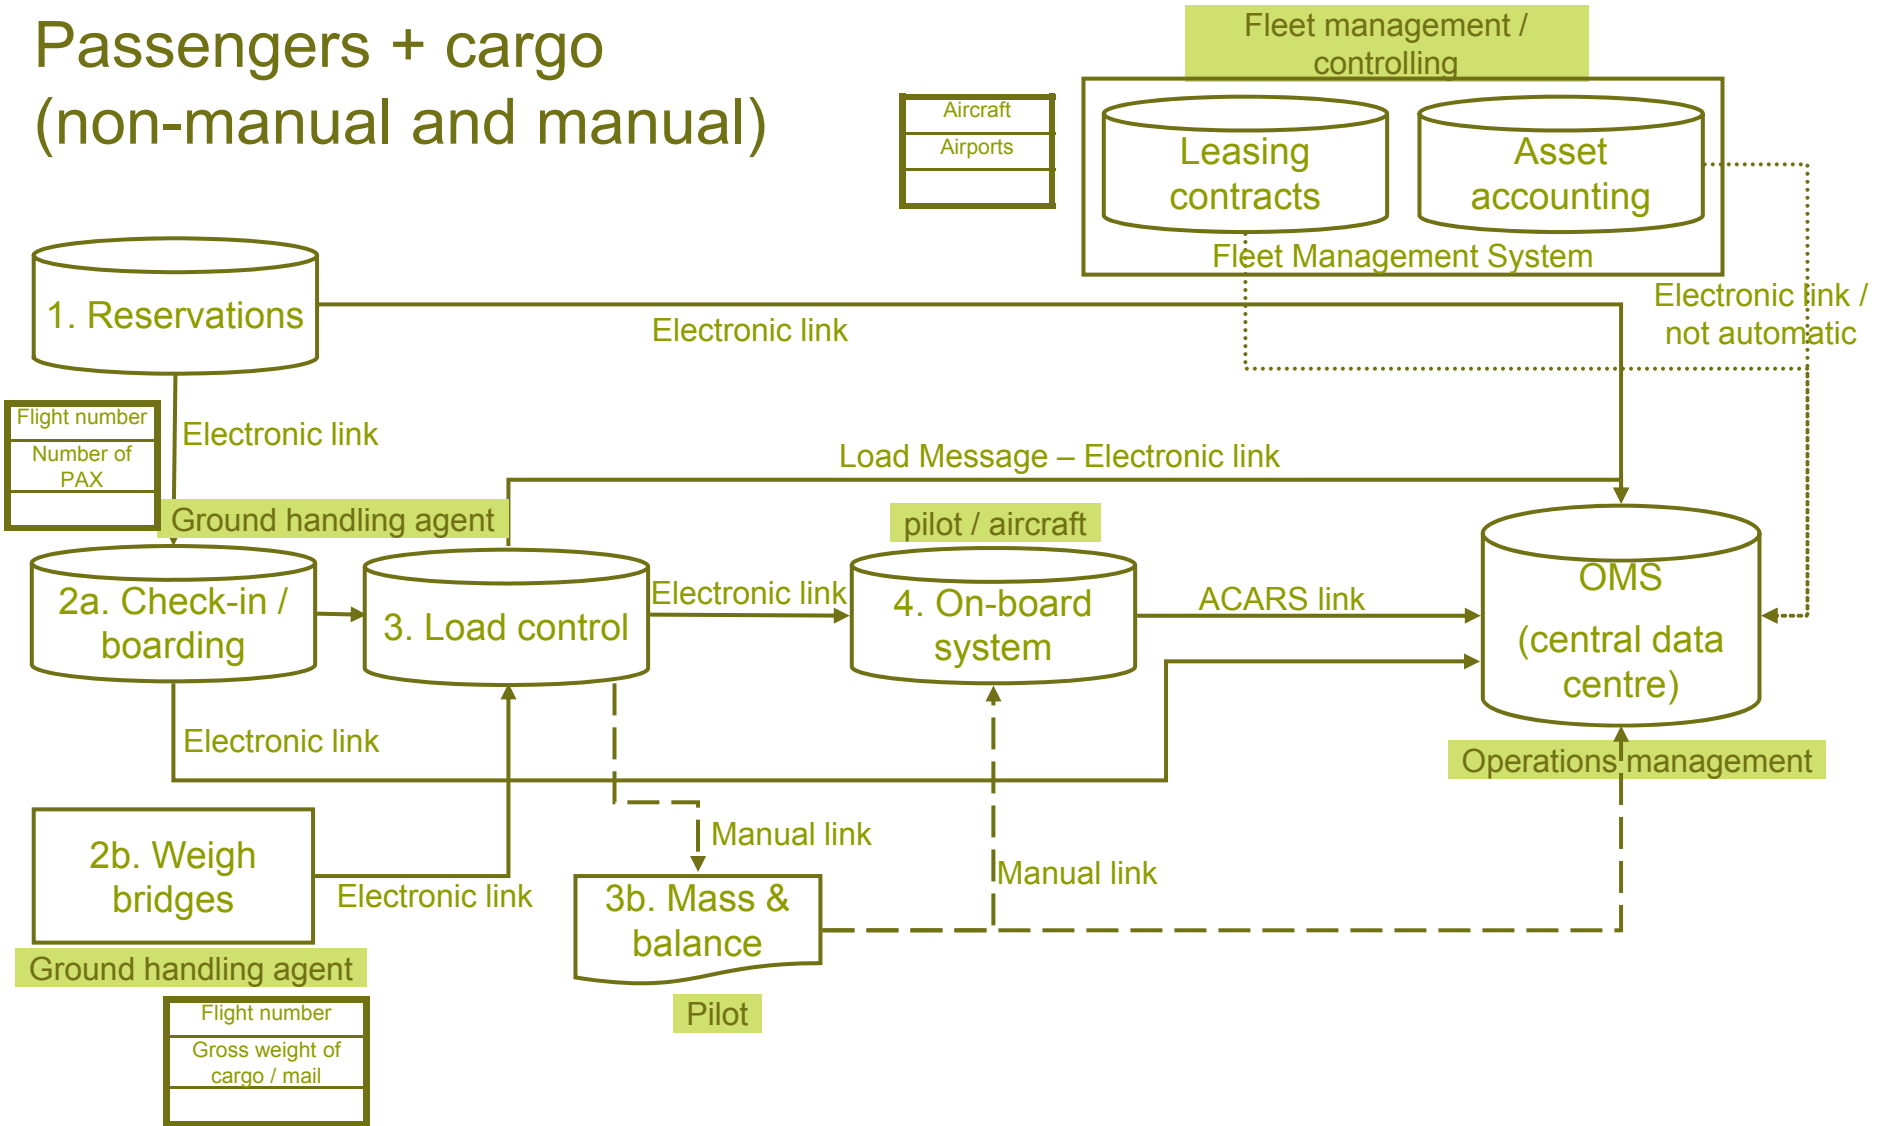 Passengers + cargo
(non-manual and manual)
Fleet management /
controlling
Aircraft
Airports
Leasing
contracts
Asset
accounting
Fleet Management System
1. Reservations
Electronic link
Electronic link /
not automatic
Flight number
Number of
PAX
Electronic link
Load Message – Electronic link
Ground handling agent
pilot / aircraft
2a. Check-in /
boarding
3. Load control
Electronic link
4. On-board
system
ACARS link
OMS
(central data
centre)
Electronic link
Operations management
2b. Weigh
bridges
Electronic link
Manual link
Manual link
3b. Mass &
balance
Ground handling agent
Pilot
Flight number
Gross weight of
cargo / mail